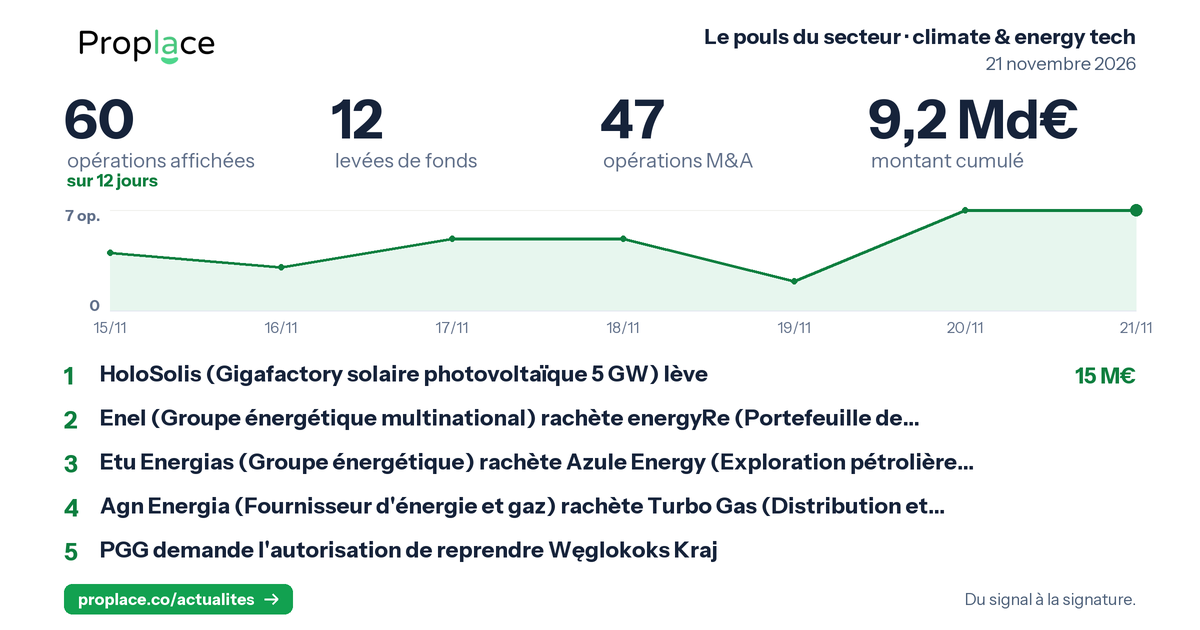 Proplace
Le pouls du secteur · climate & energy tech
21 novembre 2026
60
opérations affichées
sur 12 jours
12
levées de fonds
47
opérations M&A
9,2 Md€
montant cumulé
7 op.
0
15/11
16/11
17/11
18/11
19/11
20/11
21/11
1 HoloSolis (Gigafactory solaire photovoltaïque 5 GW) lève 15 M€
2 Enel (Groupe énergétique multinational) rachète energyRe (Portefeuille de...
3 Etu Energias (Groupe énergétique) rachète Azule Energy (Exploration pétrolière...
4 Agn Energia (Fournisseur d'énergie et gaz) rachète Turbo Gas (Distribution et...
5 PGG demande l'autorisation de reprendre Węglokoks Kraj
proplace.co/actualites →
Du signal à la signature.